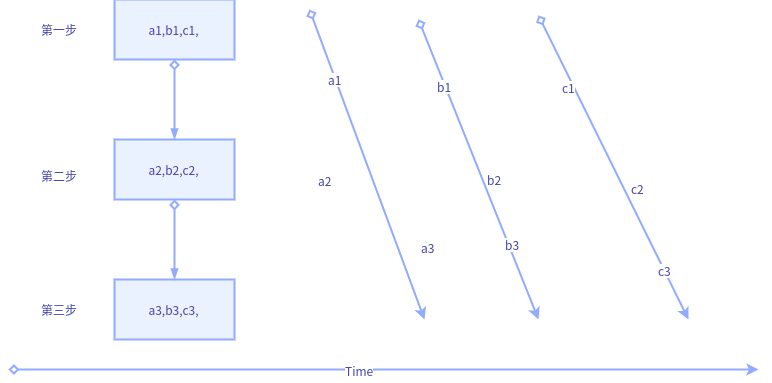 第一步
a1,b1,c1,
a1
b1
c1
第二步
a2,b2,c2,
a2
b2
c2
第三步
a3,b3,c3,
a3
b3
c3
Time